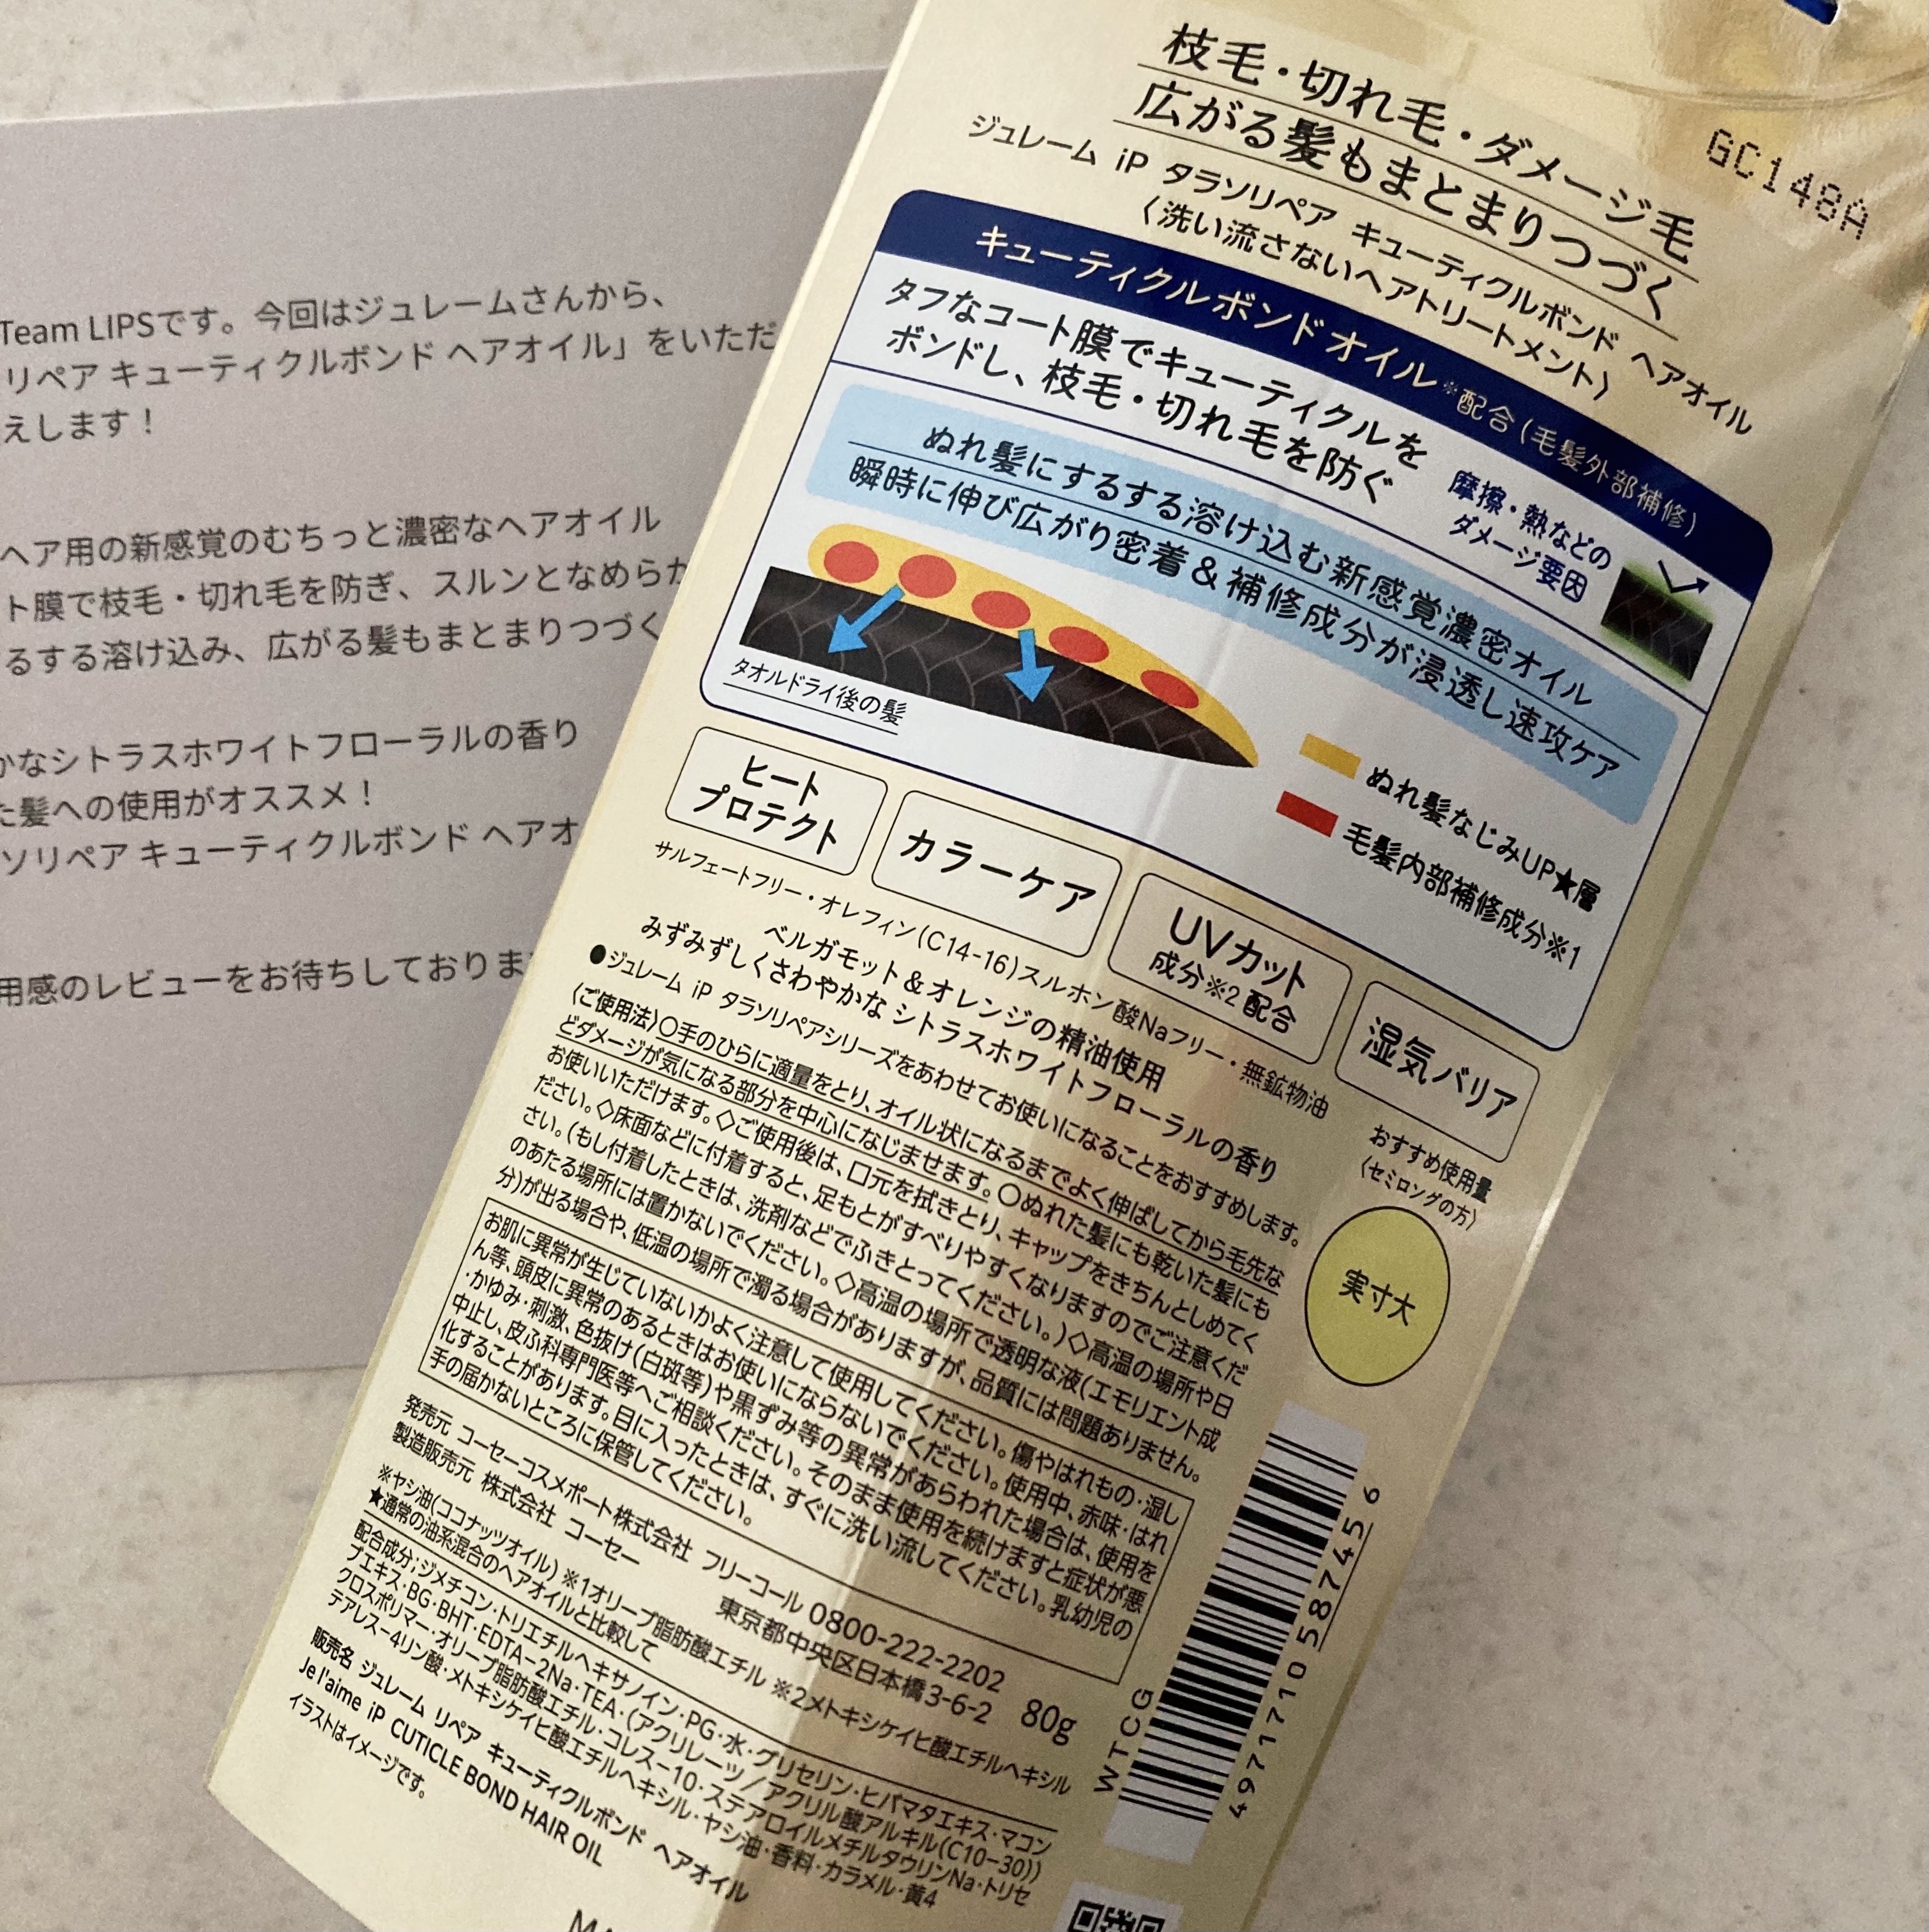 Team LIPSです。今回はジュレームさんから、
リペア キューティクルボンド ヘアオイル」をいただ
えします！
ヘア用の新感覚のむちっと濃密なヘアオイル
ト膜で枝毛・切れ毛を防ぎ、スルンとなめらか
るする溶け込み、広がる髪もまとまりつづく
かなシトラスホワイトフローラルの香り
た髪への使用がオススメ！
ソリペア キューティクルボンド ヘアオ
用感のレビューをお待ちしておりま
枝毛・切れ毛・ダメージ毛
広がる髪もまとまりつづく
GC148A
ジュレーム iP タラソリペア キューティクルボンド ヘアオイル
〈洗い流さないヘアトリートメント〉
キューティクルボンドオイル※配合(毛髪外部補修)
タフなコート膜でキューティクルを
ボンドし、枝毛・切れ毛を防ぐ
摩擦・熱などの
ダメージ要因
ぬれ髪にするする溶け込む新感覚濃密オイル
瞬時に伸び広がり密着＆補修成分が浸透し速攻ケア
タオルドライ後の髪
ぬれ髪なじみUP★層
毛髪内部補修成分※1
ヒート
プロテクト
カラーケア
UVカット
成分※2配合
湿気バリア
サルフェートフリー・オレフィン(C14-16)スルホン酸Naフリー・無鉱物油
ベルガモット＆オレンジの精油使用
みずみずしくさわやかな シトラスホワイトフローラルの香り
●ジュレーム iP タラソリペアシリーズをあわせてお使いになることをおすすめします。
〈ご使用法〉○手のひらに適量をとり、オイル状になるまでよく伸ばしてから毛先な
どダメージが気になる部分を中心になじませます。○ぬれた髪にも乾いた髪にも
お使いいただけます。◇ご使用後は、口元を拭きとり、キャップをきちんとしめてく
ださい。◇床面などに付着すると、足もとがすべりやすくなりますのでご注意くだ
さい。(もし付着したときは、洗剤などでふきとってください。)◇高温の場所や日
のあたる場所には置かないでください。◇高温の場所で透明な液(エモリエント成
分)が出る場合や、低温の場所で濁る場合がありますが、品質には問題ありません。
おすすめ使用量
〈セミロングの方〉
実寸大
お肌に異常が生じていないかよく注意して使用してください。傷やはれもの・湿し
ん等、頭皮に異常のあるときはお使いにならないでください。使用中、赤味・はれ
・かゆみ・刺激、色抜け(白斑等)や黒ずみ等の異常があらわれた場合は、使用を
中止し、皮ふ科専門医等へご相談ください。そのまま使用を続けますと症状が悪
化することがあります。目に入ったときは、すぐに洗い流してください。乳幼児の
手の届かないところに保管してください。
発売元 コーセーコスメポート株式会社 フリーコール 0800-222-2202
製造販売元 株式会社 コーセー 東京都中央区日本橋3-6-2 80g
※ヤシ油(ココナッツオイル) ※1オリーブ脂肪酸エチル ※2メトキシケイヒ酸エチルヘキシル
★通常の油系混合のヘアオイルと比較して
配合成分;ジメチコン・トリエチルヘキサノイン・PG・水・グリセリン・ヒバマタエキス・マコン
ブエキス・BG・BHT・EDTA-2Na・TEA・(アクリレーツ／アクリル酸アルキル(C10-30))
クロスポリマー・オリーブ脂肪酸エチル・コレス-10・ステアロイルメチルタウリンNa・トリセ
テアレス-4リン酸・メトキシケイヒ酸エチルヘキシル・ヤシ油・香料・カラメル・黄4
販売名 ジュレーム リペア キューティクルボンド ヘアオイル
Je l'aime iP CUTICLE BOND HAIR OIL
イラストはイメージです。
WTCG
4971710 587456